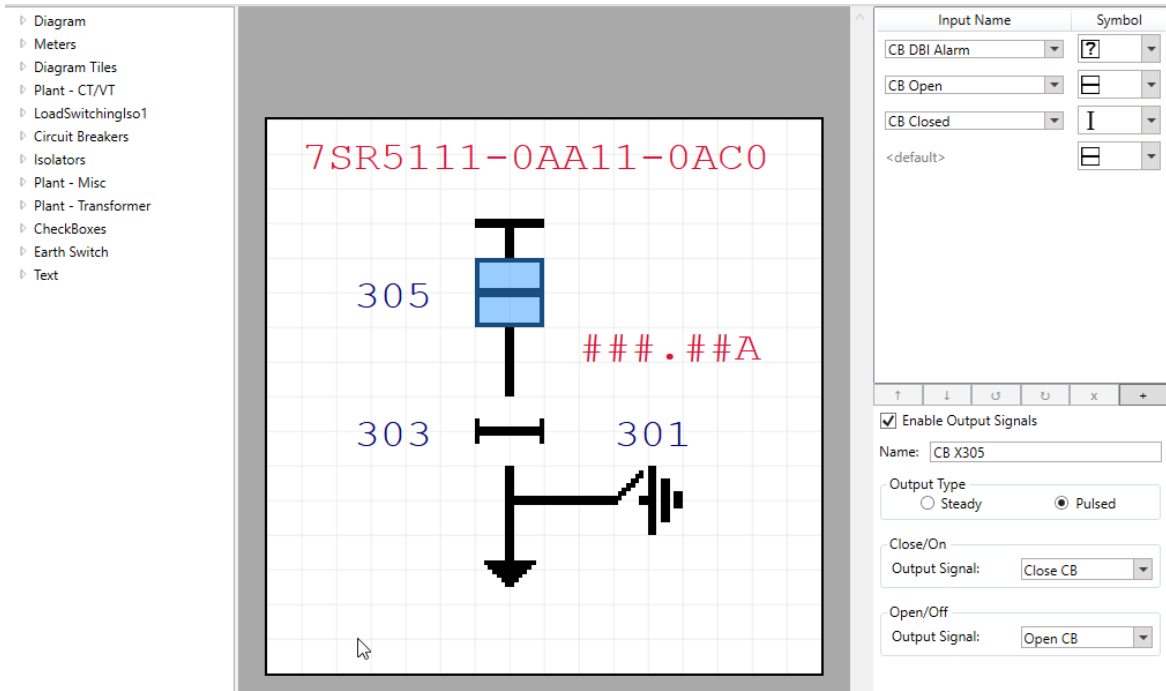 Diagram
Meters
Diagram Tiles
Plant - CT/VT
LoadSwitchingIso1
Circuit Breakers
Isolators
Plant - Misc
Plant - Transformer
CheckBoxes
Earth Switch
Text
7SR5111-0AA11-0AC0
305
###.##A
303
301
Input Name Symbol
CB DBI Alarm ?
CB Open
CB Closed
<default>
↑ ↓ ↺ ↻ x +
Enable Output Signals
Name: CB X305
Output Type
Steady Pulsed
Close/On
Output Signal: Close CB
Open/Off
Output Signal: Open CB